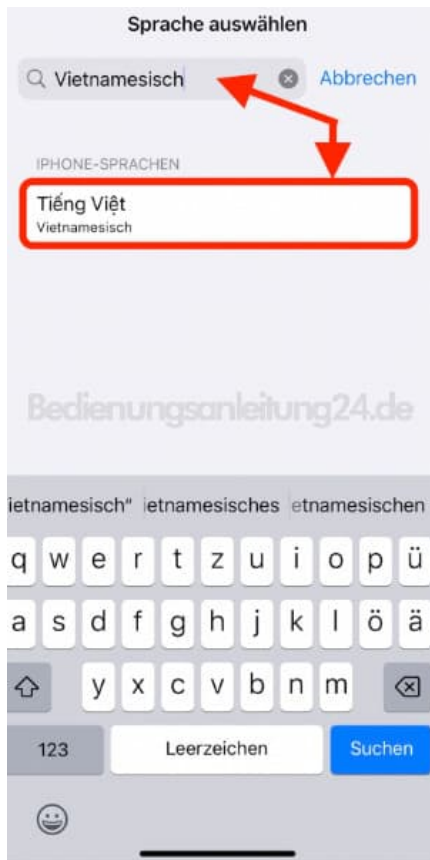 Sprache auswählen
Vietnamesisch Abbrechen
IPHONE-SPRACHEN
Tiếng Việt
Vietnamesisch
Bedienungsanleitung24.de
ietnamesisch“ ietnamesisches etnamesischen
q w e r t z u i o p ü
a s d f g h j k l ö ä
y x c v b n m
123 Leerzeichen Suchen